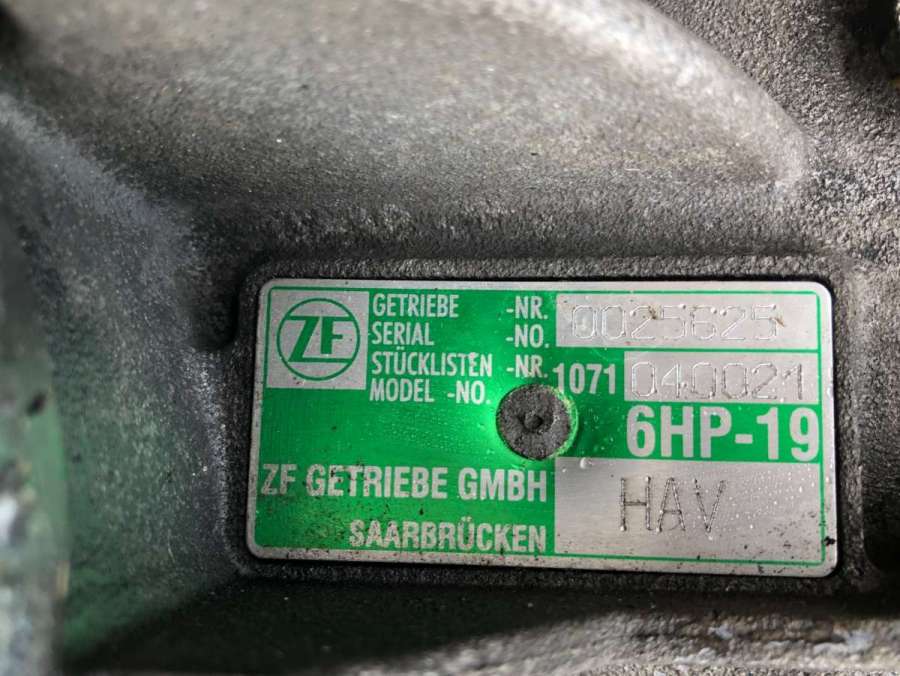 ZF
GETRIEBE -NR. 0025625
SERIAL -NO.
STÜCKLISTEN -NR. 1071 040021
MODEL -NO.
6HP-19
ZF GETRIEBE GMBH
HAV
SAARBRÜCKEN